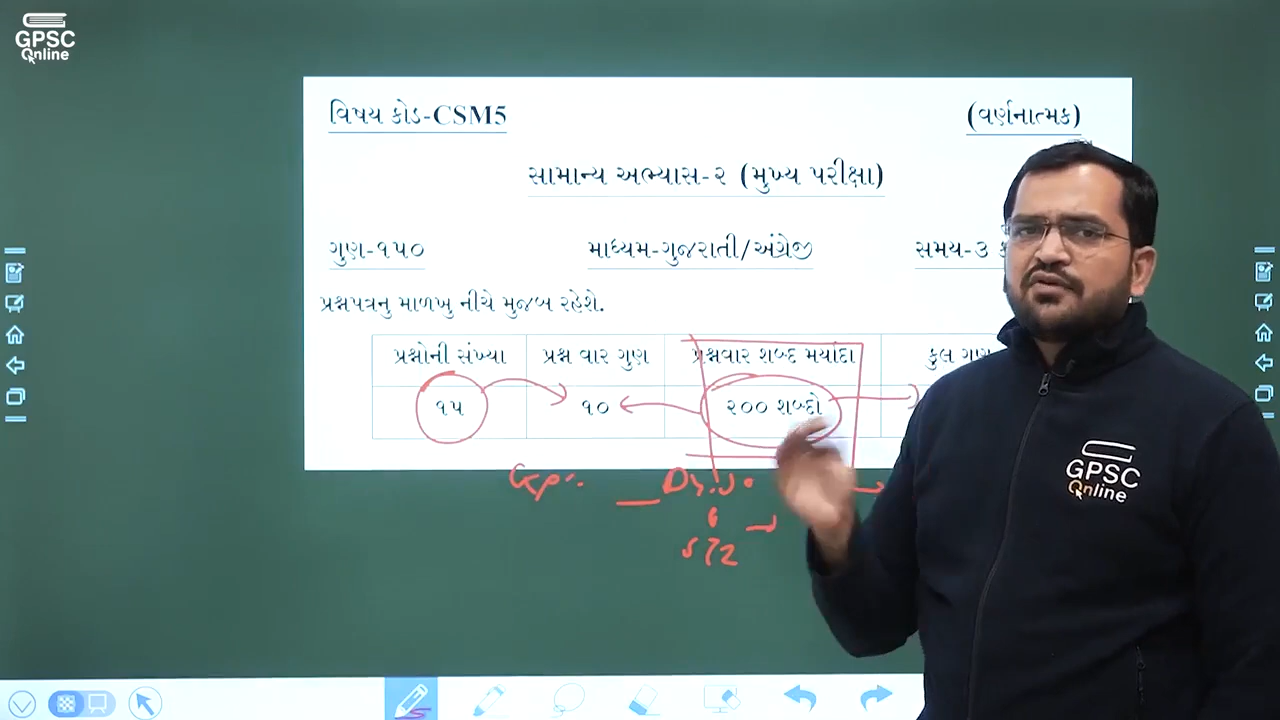 GPSC
Online
વિષય કોડ-CSM5
(વર્ણનાત્મક)
સામાન્ય અભ્યાસ-૨ (મુખ્ય પરીક્ષા)
ગુણ-૧૫૦
માધ્યમ-ગુજરાતી/અંગ્રેજી
સમય-૩
પ્રશ્નપત્રનુ માળખુ નીચે મુજબ રહેશે.
પ્રશ્નોની સંખ્યા
પ્રશ્ન વાર ગુણ
પ્રશ્નવાર શબ્દ મર્યાદા
કુલ ગુણ
૧૫
૧૦
૨૦૦ શબ્દો
GPSC
Online